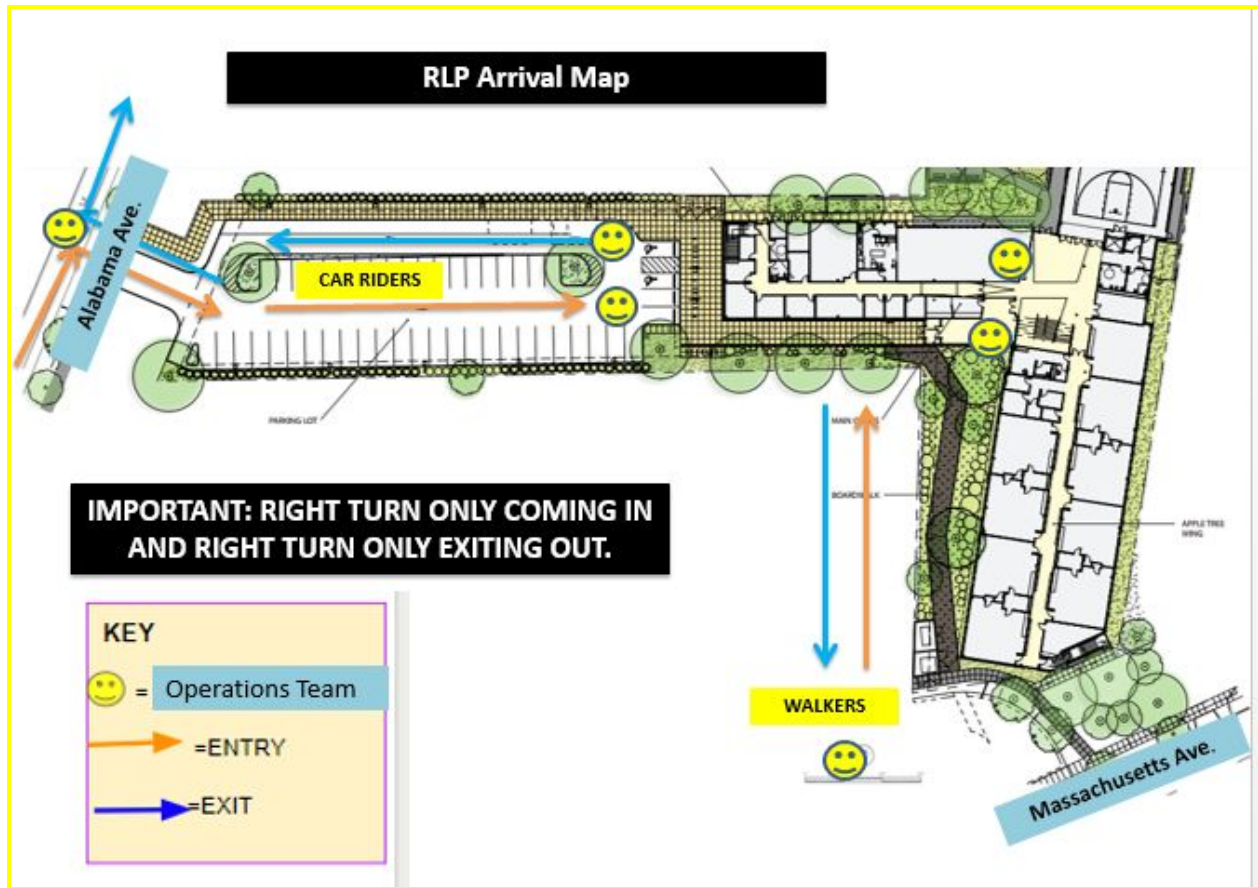 RLP Arrival Map
Alabama Ave.
CAR RIDERS
PARKING LOT
MAIN
BOARDWALK
APPLE TREE
WING
IMPORTANT: RIGHT TURN ONLY COMING IN
AND RIGHT TURN ONLY EXITING OUT.
KEY
= Operations Team
=ENTRY
=EXIT
WALKERS
Massachusetts Ave.